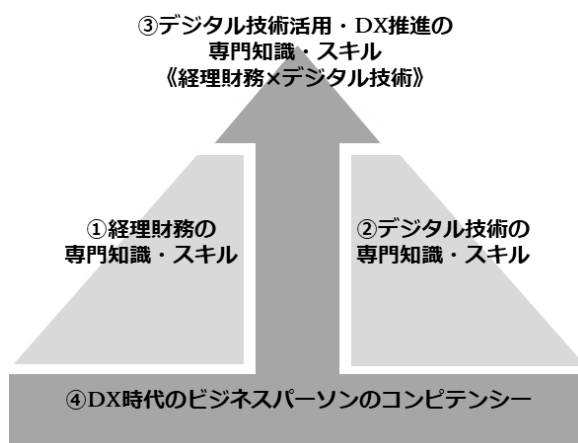 ③デジタル技術活用・DX推進の
専門知識・スキル
《経理財務×デジタル技術》
①経理財務の
専門知識・スキル
②デジタル技術の
専門知識・スキル
④DX時代のビジネスパーソンのコンピテンシー